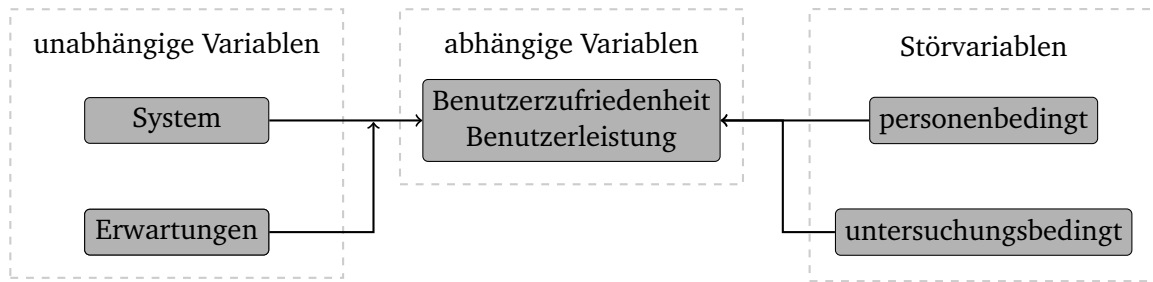 unabhängige Variablen
System
Erwartungen
abhängige Variablen
Benutzerzufriedenheit
Benutzerleistung
Störvariablen
personenbedingt
untersuchungsbedingt